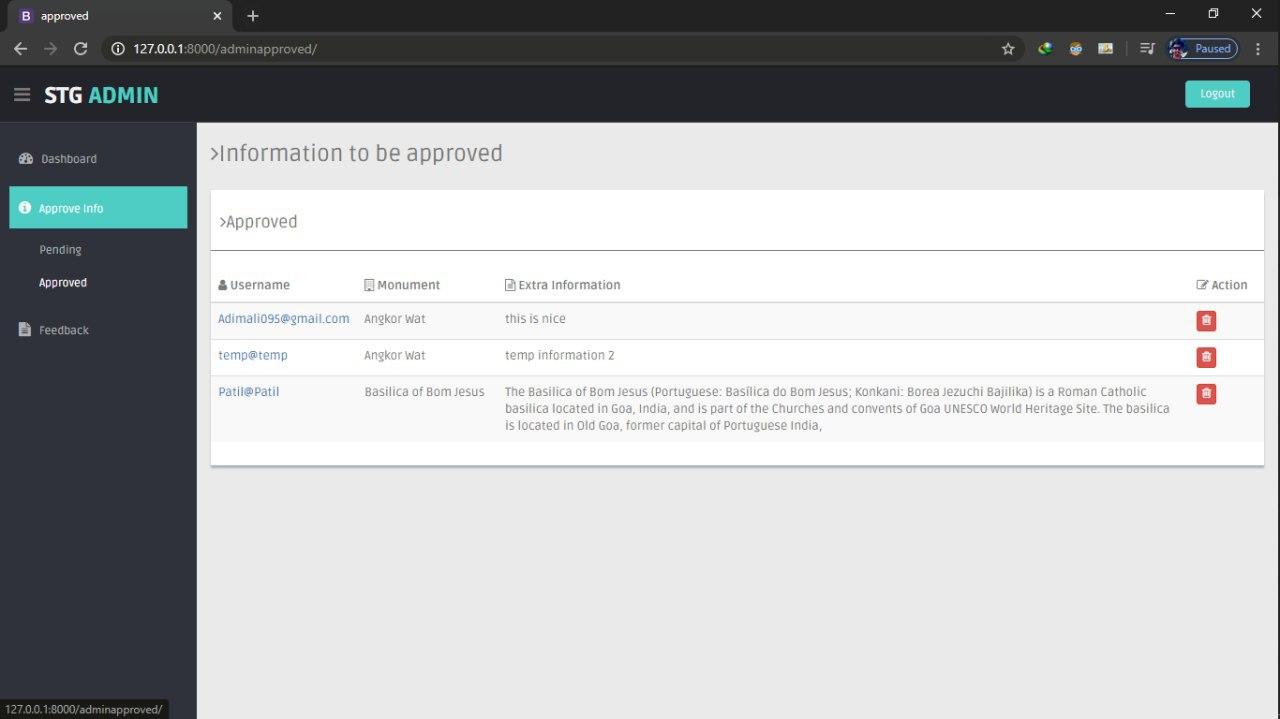 approved
127.0.0.1:8000/adminapproved/
Paused
STG ADMIN
Logout
Dashboard
Approve Info
Pending
Approved
Feedback
>Information to be approved
>Approved
Username Monument Extra Information Action
Adimali095@gmail.com Angkor Wat this is nice
temp@temp Angkor Wat temp information 2
Patil@Patil Basilica of Bom Jesus The Basilica of Bom Jesus (Portuguese: Basílica do Bom Jesus; Konkani: Borea Jezuchi Bajilika) is a Roman Catholic
basilica located in Goa, India, and is part of the Churches and convents of Goa UNESCO World Heritage Site. The basilica
is located in Old Goa, former capital of Portuguese India,
127.0.0.1:8000/adminapproved/